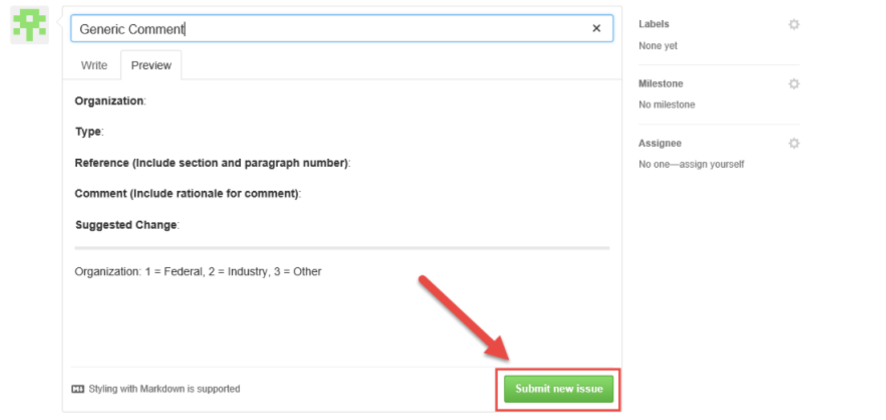 Generic Comment
Write Preview
Organization:
Type:
Reference (Include section and paragraph number):
Comment (Include rationale for comment):
Suggested Change:
Organization: 1 = Federal, 2 = Industry, 3 = Other
Styling with Markdown is supported
Submit new issue
Labels
None yet
Milestone
No milestone
Assignee
No one—assign yourself